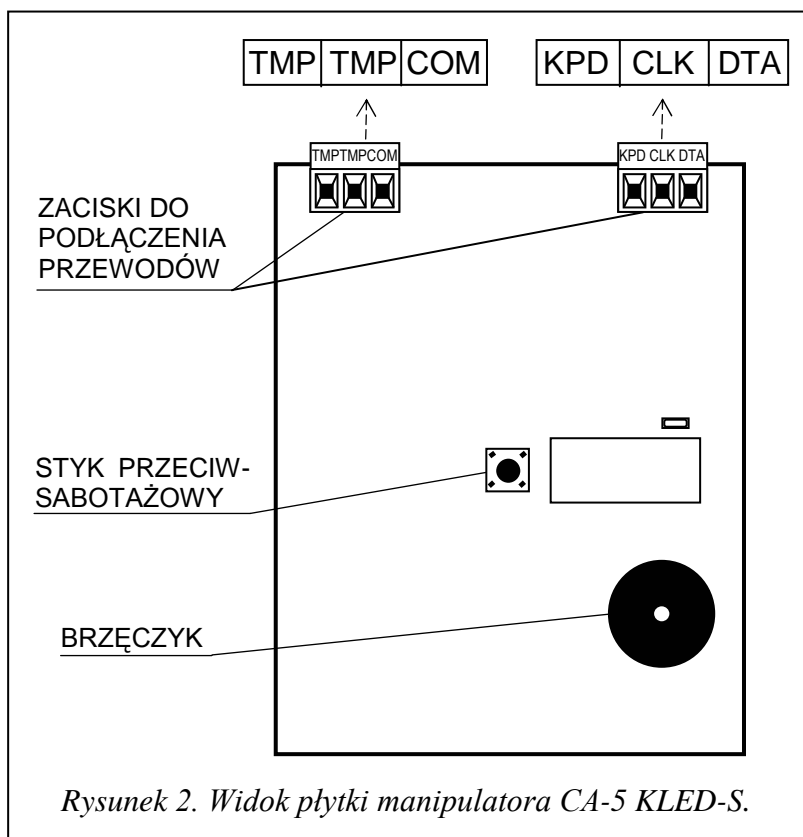 TMP TMP COM
KPD CLK DTA
TMPTMPCOM
KPD CLK DTA
ZACISKI DO
PODŁĄCZENIA
PRZEWODÓW
STYK PRZECIW-
SABOTAŻOWY
BRZĘCZYK
Rysunek 2. Widok płytki manipulatora CA-5 KLED-S.